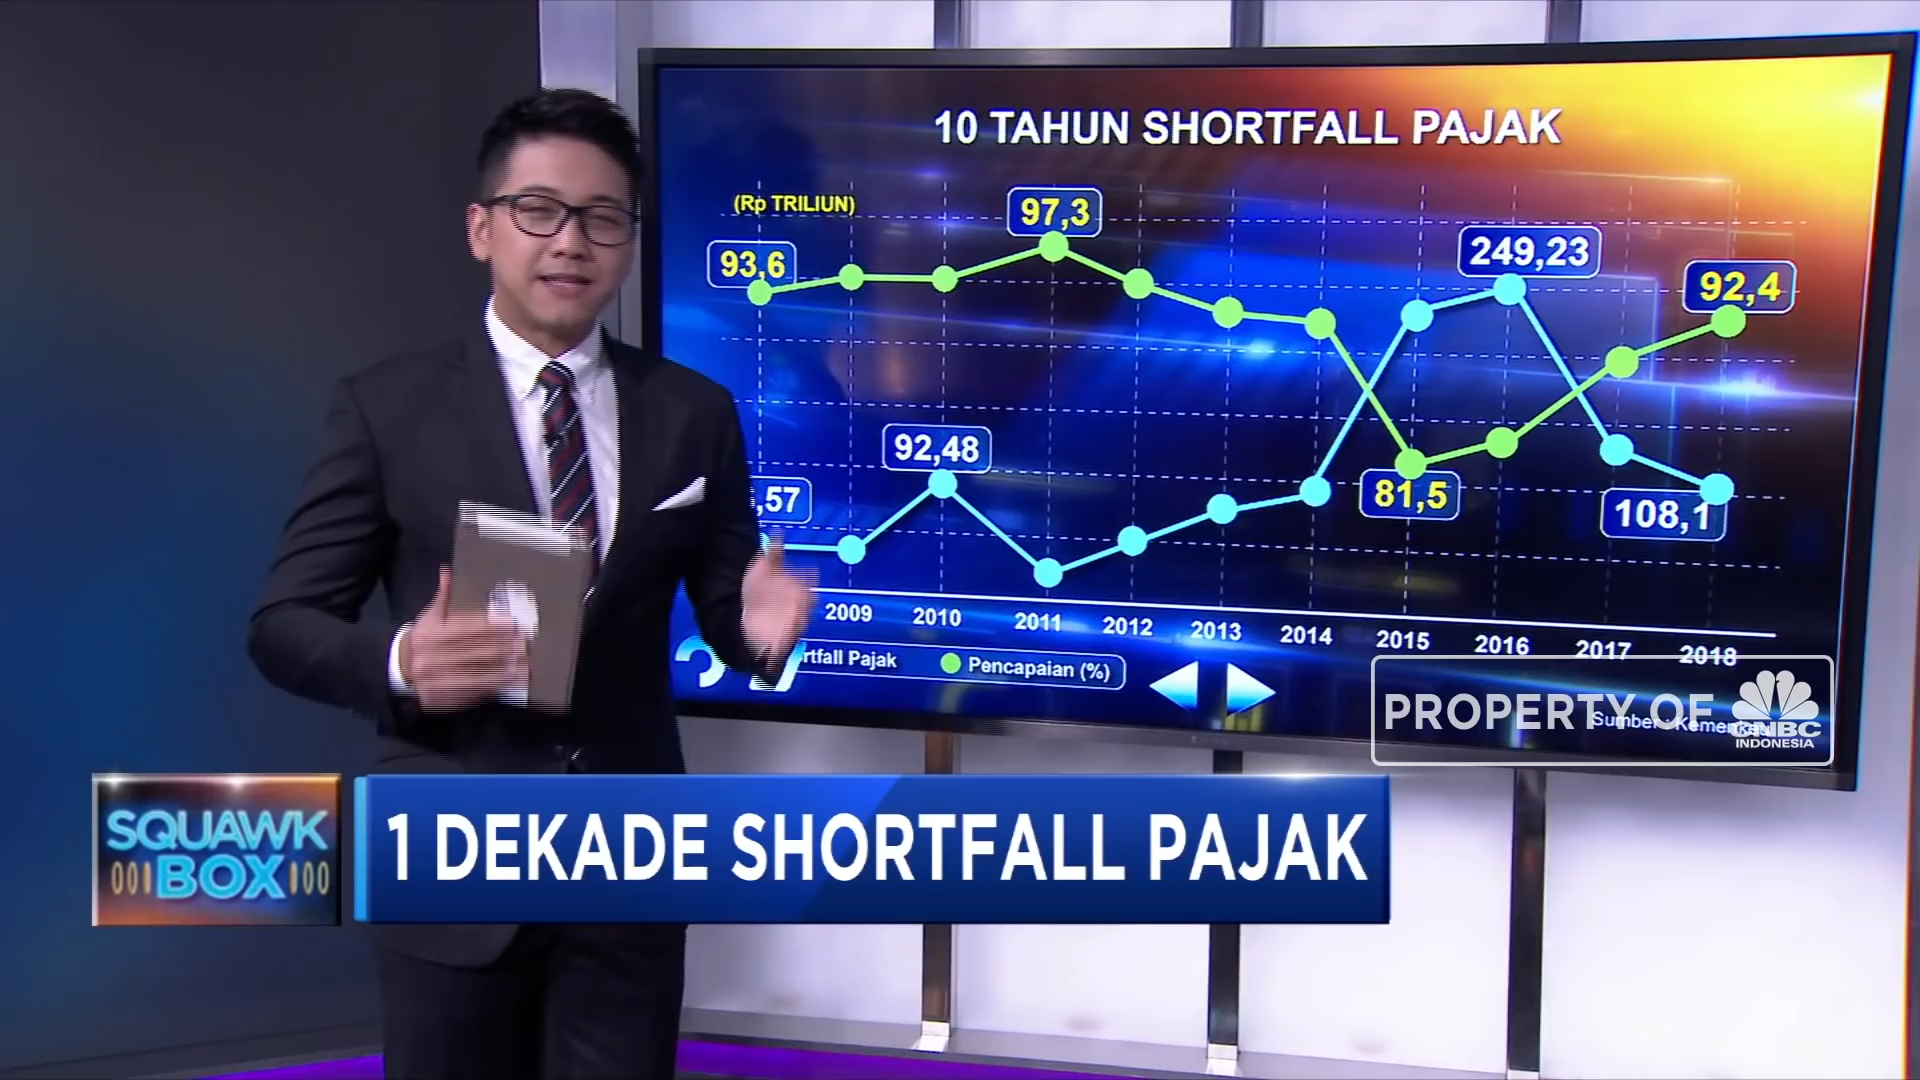 10 TAHUN SHORTFALL PAJAK
(Rp TRILIUN)
97,3
93,6
249,23
92,4
92,48
,57
81,5
108,1
2009 2010 2011 2012 2013 2014 2015 2016 2017 2018
rtfall Pajak Pencapaian (%)
PROPERTY OF CNBC INDONESIA
Sumber : Kemenkeu
SQUAWK BOX
1 DEKADE SHORTFALL PAJAK